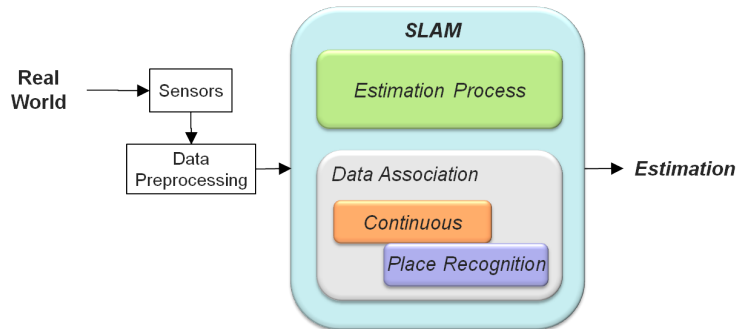 SLAM
Real
World
Sensors
Estimation Process
Data
Preprocessing
Data Association
Estimation
Continuous
Place Recognition